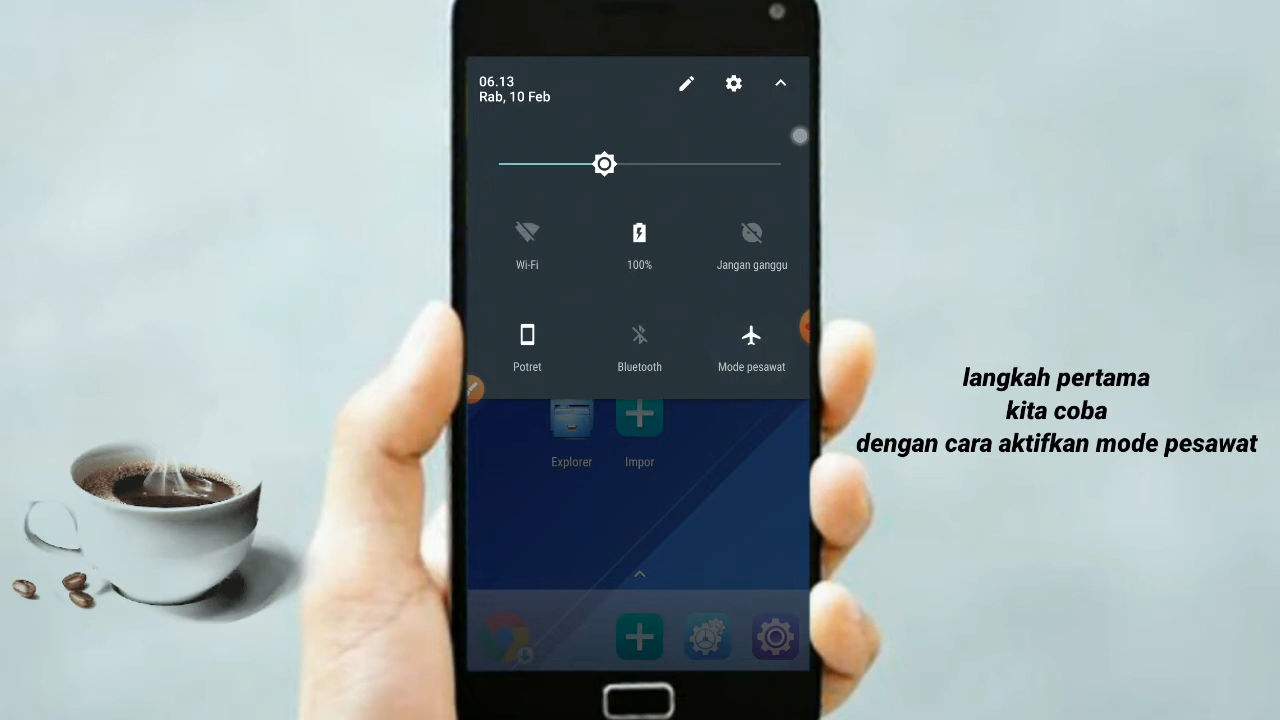 06.13
Rab, 10 Feb
Wi-Fi
100%
Jangan ganggu
Potret
Bluetooth
Mode pesawat
Explorer
Impor
langkah pertama
kita coba
dengan cara aktifkan mode pesawat